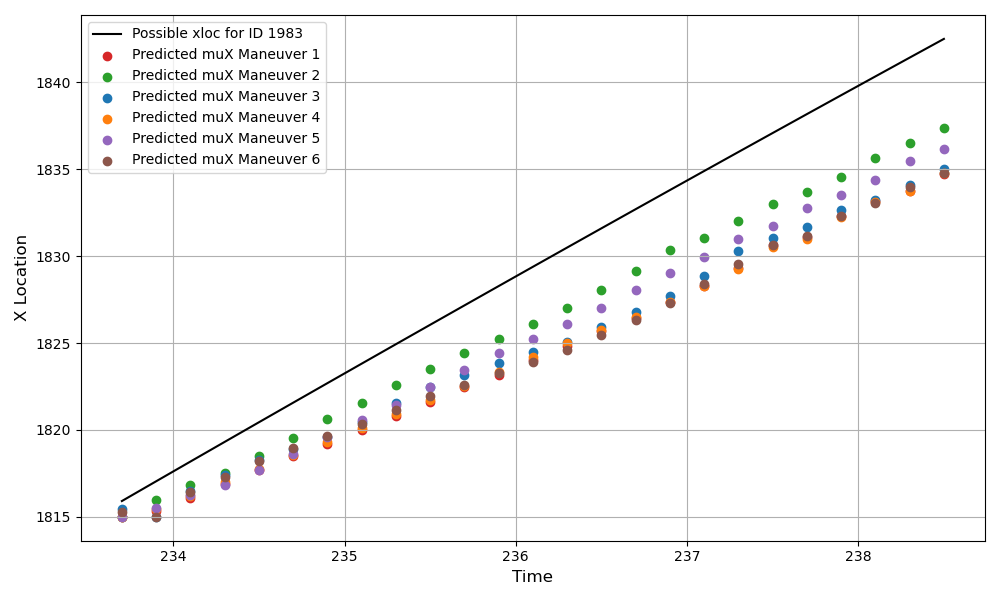 Possible xloc for ID 1983
Predicted muX Maneuver 1
Predicted muX Maneuver 2
Predicted muX Maneuver 3
Predicted muX Maneuver 4
Predicted muX Maneuver 5
Predicted muX Maneuver 6
1840
1835
1830
1825
1820
1815
X Location
234 235 236 237 238
Time